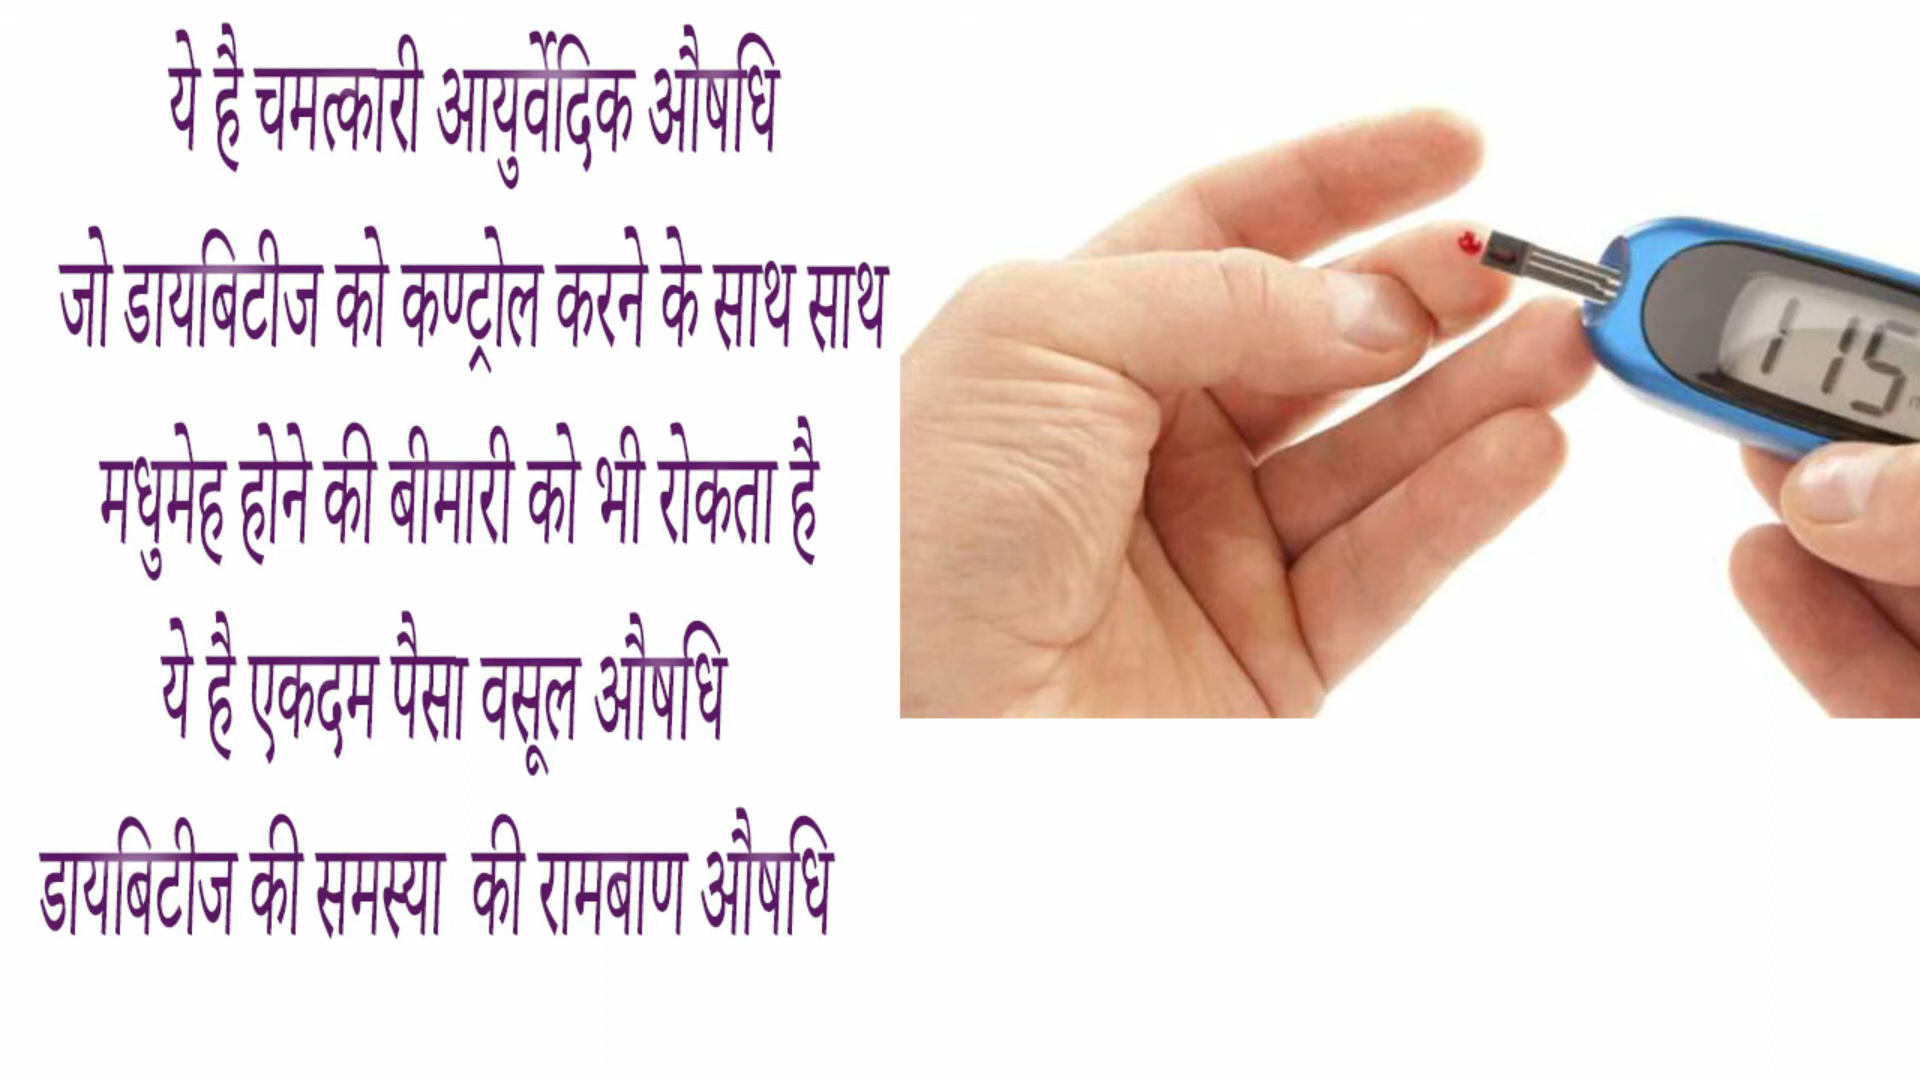 ये है चमत्कारी आयुर्वेदिक औषधि
जो डायबिटीज को कण्ट्रोल करने के साथ साथ
मधुमेह होने की बीमारी को भी रोकता है
ये है एकदम पैसा वसूल औषधि
डायबिटीज की समस्या की रामबाण औषधि
115